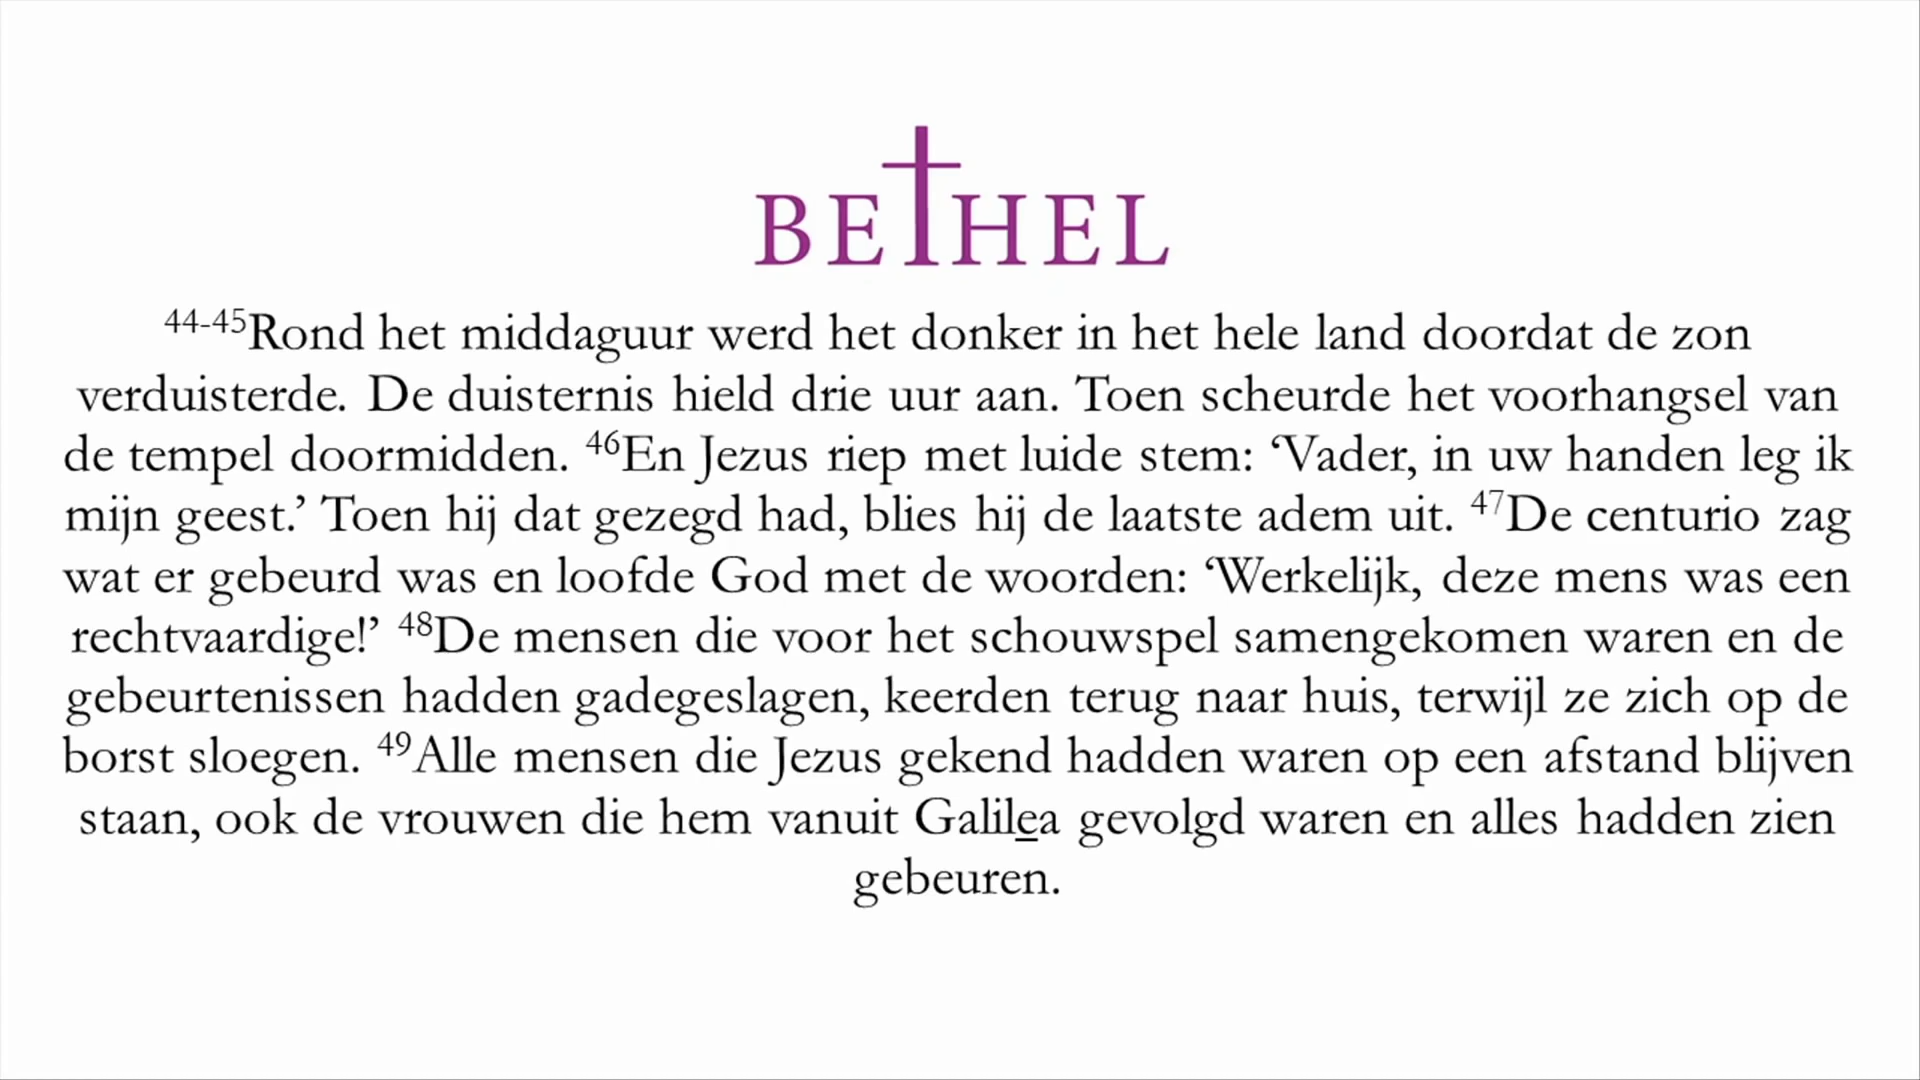 BETHEL
44-45Rond het middaguur werd het donker in het hele land doordat de zon
verduisterde. De duisternis hield drie uur aan. Toen scheurde het voorhangsel van
de tempel doormidden. 46En Jezus riep met luide stem: ‘Vader, in uw handen leg ik
mijn geest.’ Toen hij dat gezegd had, blies hij de laatste adem uit. 47De centurio zag
wat er gebeurd was en loofde God met de woorden: ‘Werkelijk, deze mens was een
rechtvaardige!’ 48De mensen die voor het schouwspel samengekomen waren en de
gebeurtenissen hadden gadegeslagen, keerden terug naar huis, terwijl ze zich op de
borst sloegen. 49Alle mensen die Jezus gekend hadden waren op een afstand blijven
staan, ook de vrouwen die hem vanuit Galilea gevolgd waren en alles hadden zien
gebeuren.